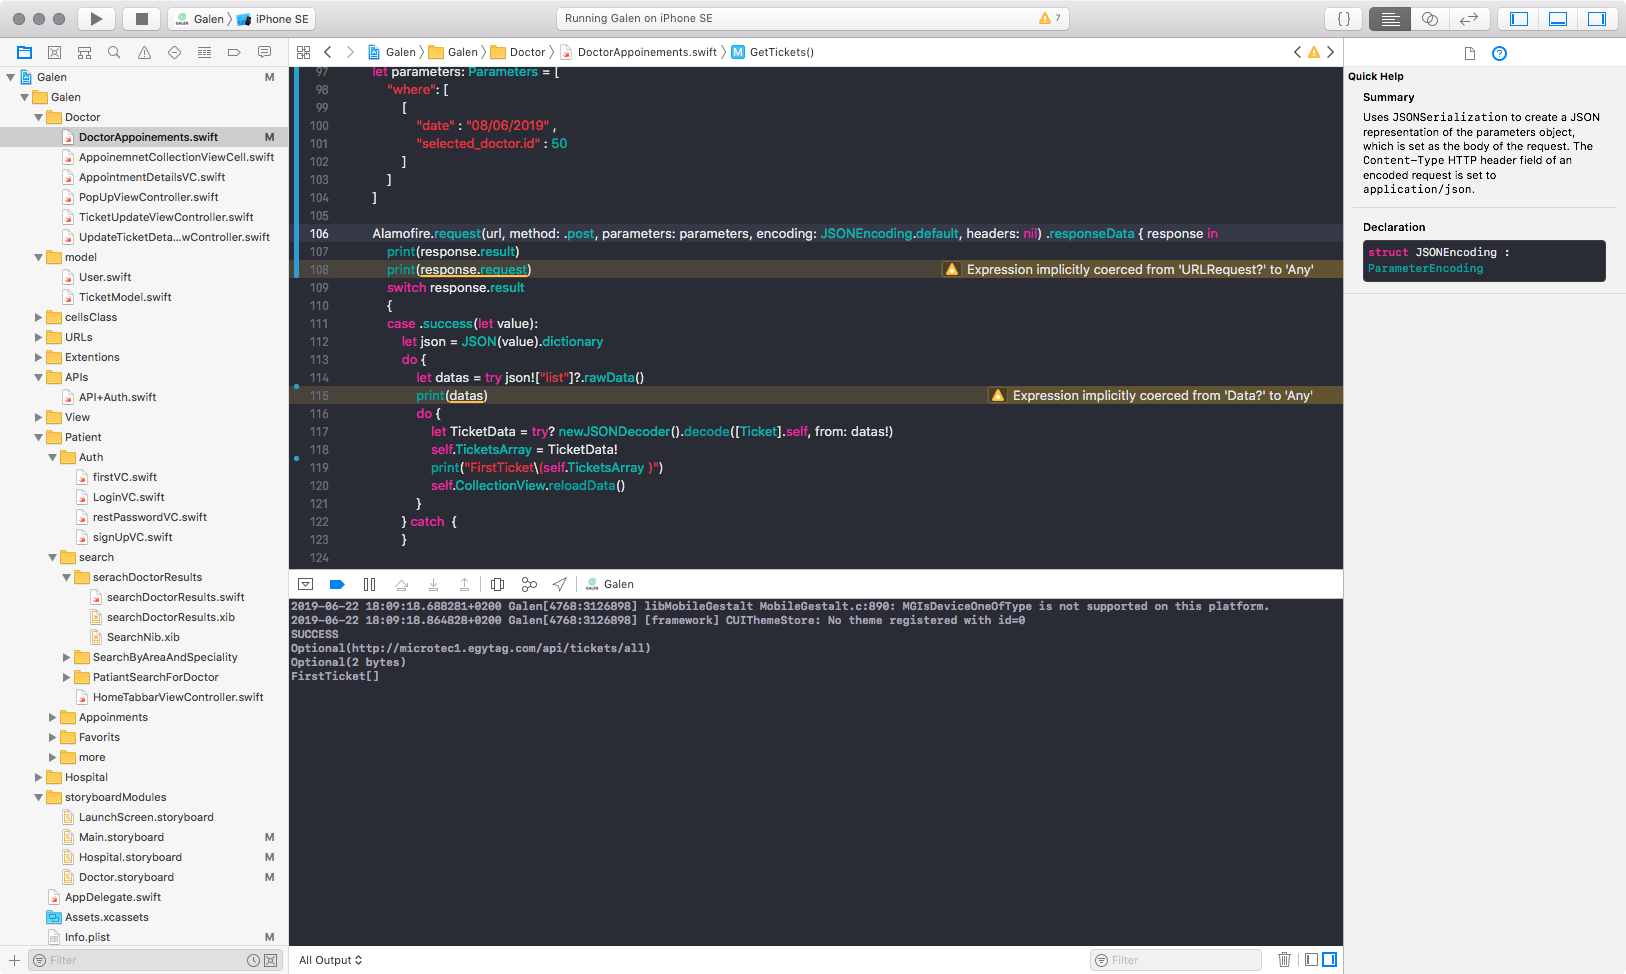 Galen 〉 iPhone SE
Running Galen on iPhone SE
7
{ }
Galen 〉 Galen 〉 Doctor 〉 DoctorAppoinements.swift 〉 M GetTickets()
Galen M
Galen
Doctor
DoctorAppoinements.swift M
AppoinemnetCollectionViewCell.swift
AppointmentDetailsVC.swift
PopUpViewController.swift
TicketUpdateViewController.swift
UpdateTicketDeta...wController.swift
model
User.swift
TicketModel.swift
cellsClass
URLs
Extentions
APIs
API+Auth.swift
View
Patient
Auth
firstVC.swift
LoginVC.swift
restPasswordVC.swift
signUpVC.swift
search
serachDoctorResults
searchDoctorResults.swift
searchDoctorResults.xib
SearchNib.xib
SearchByAreaAndSpeciality
PatiantSearchForDoctor
HomeTabbarViewController.swift
Appoinments
Favorits
more
Hospital
storyboardModules
LaunchScreen.storyboard
Main.storyboard M
Hospital.storyboard M
Doctor.storyboard M
AppDelegate.swift
Assets.xcassets
Info.plist M
Filter
97 let parameters: Parameters = [
98 "where": [
99 [
100 "date" : "08/06/2019" ,
101 "selected_doctor.id" : 50
102 ]
103 ]
104 ]
105
106 Alamofire.request(url, method: .post, parameters: parameters, encoding: JSONEncoding.default, headers: nil) .responseData { response in
107 print(response.result)
108 print(response.request) Expression implicitly coerced from 'URLRequest?' to 'Any'
109 switch response.result
110 {
111 case .success(let value):
112 let json = JSON(value).dictionary
113 do {
114 let datas = try json!["list"]?.rawData()
115 print(datas) Expression implicitly coerced from 'Data?' to 'Any'
116 do {
117 let TicketData = try? newJSONDecoder().decode([Ticket].self, from: datas!)
118 self.TicketsArray = TicketData!
119 print("FirstTicket\(self.TicketsArray )")
120 self.CollectionView.reloadData()
121 }
122 } catch {
123 }
124
Galen
2019-06-22 18:09:18.688281+0200 Galen[4768:3126898] libMobileGestalt MobileGestalt.c:890: MGIsDeviceOneOfType is not supported on this platform.
2019-06-22 18:09:18.864828+0200 Galen[4768:3126898] [framework] CUIThemeStore: No theme registered with id=0
SUCCESS
Optional(http://microtec1.egytag.com/api/tickets/all)
Optional(2 bytes)
FirstTicket[]
All Output
Filter
Quick Help
Summary
Uses JSONSerialization to create a JSON
representation of the parameters object,
which is set as the body of the request. The
Content-Type HTTP header field of an
encoded request is set to
application/json.
Declaration
struct JSONEncoding :
ParameterEncoding